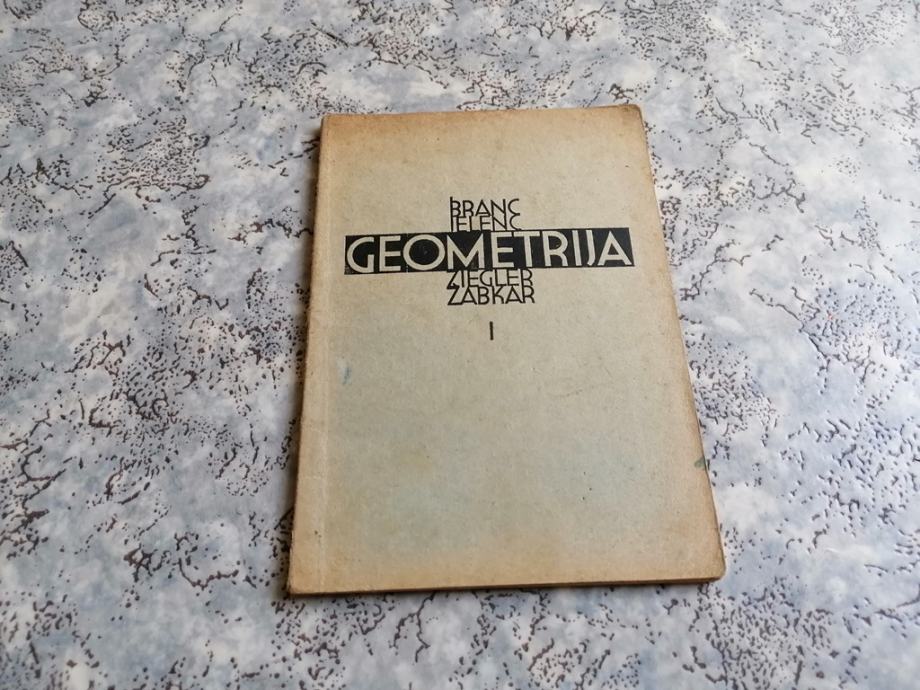 BRANC
JELENC
GEOMETRIJA
ZIEGLER
ŽABKAR
I